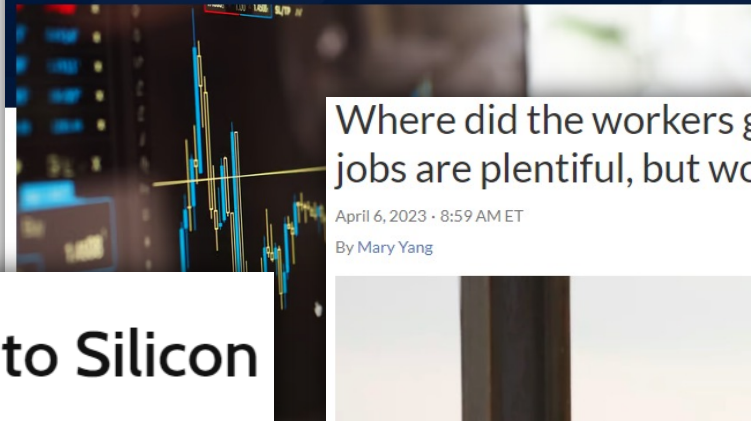 Where did the workers
jobs are plentiful, but
April 6, 2023 · 8:59 AM ET
By Mary Yang
to Silicon